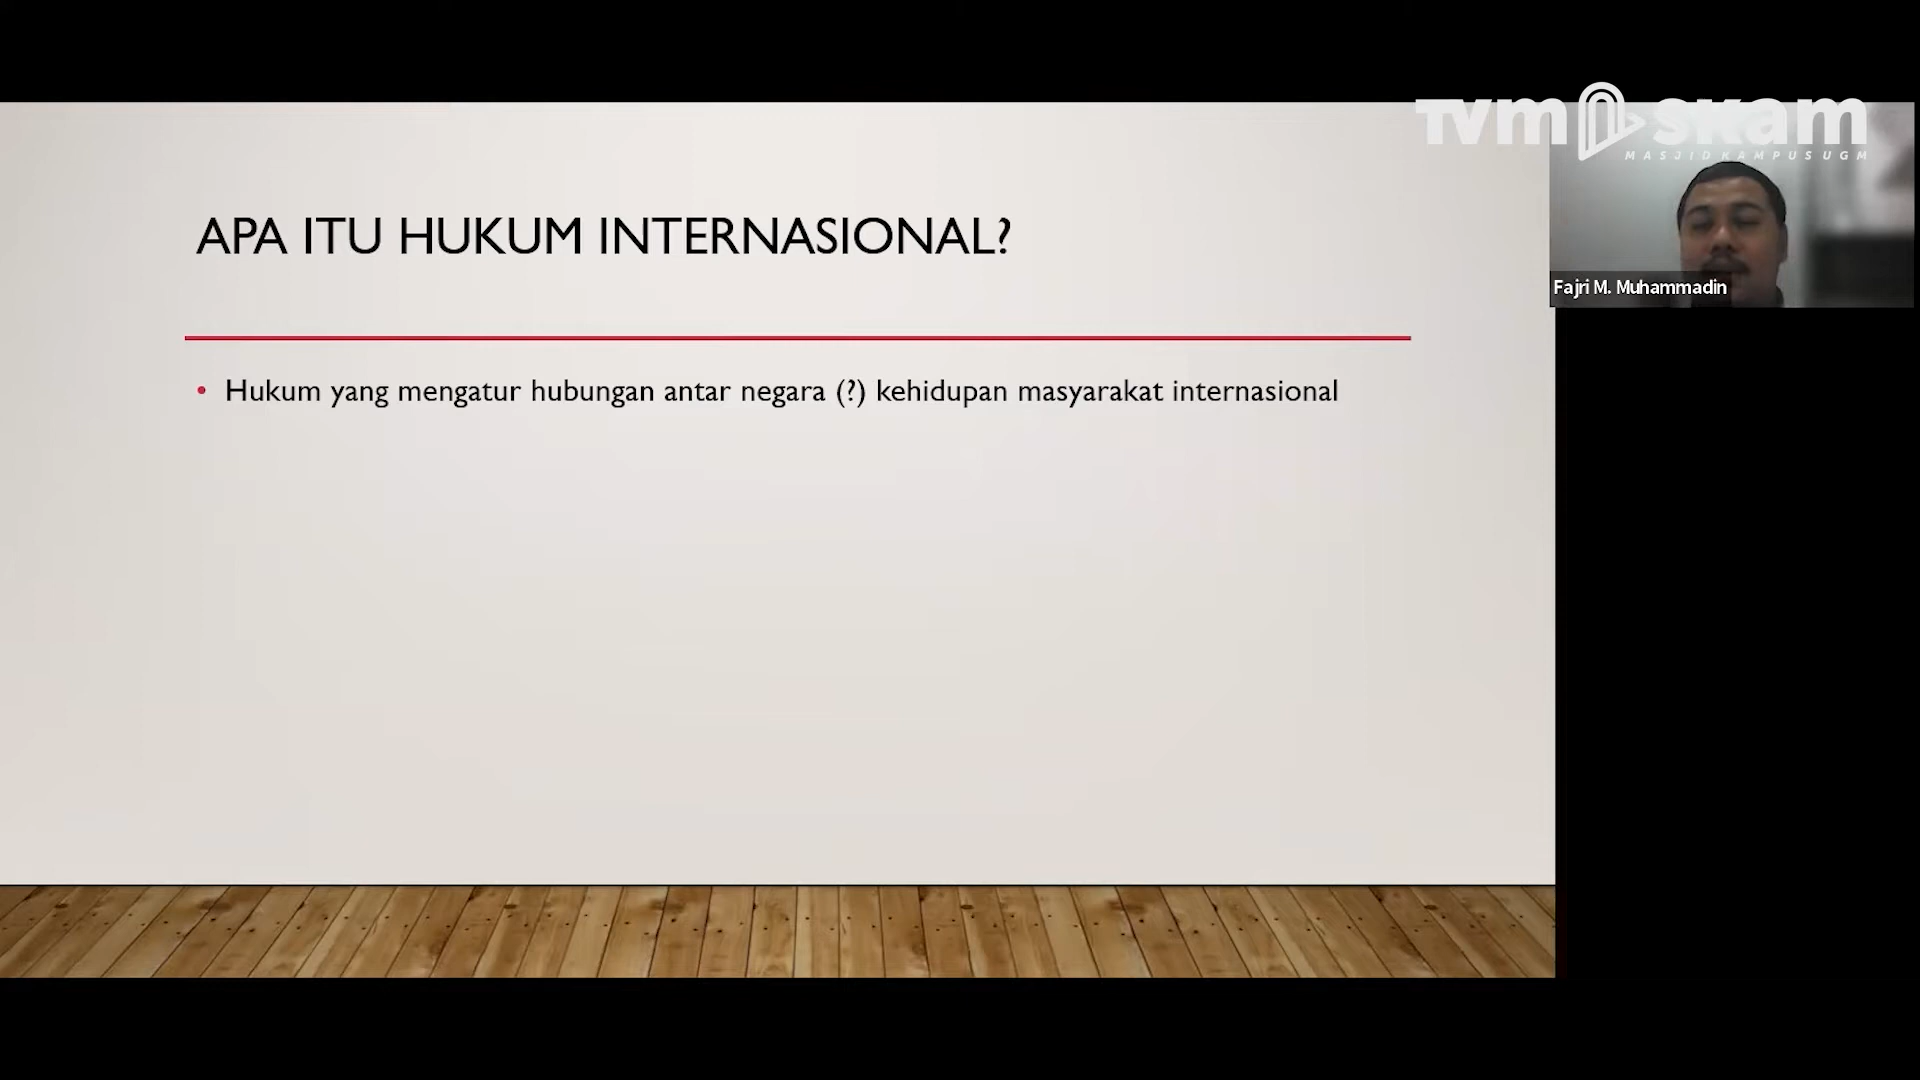 TVM SKAM
MASJID KAMPUS UGM
APA ITU HUKUM INTERNASIONAL?
Fajri M. Muhammadin
• Hukum yang mengatur hubungan antar negara (?) kehidupan masyarakat internasional